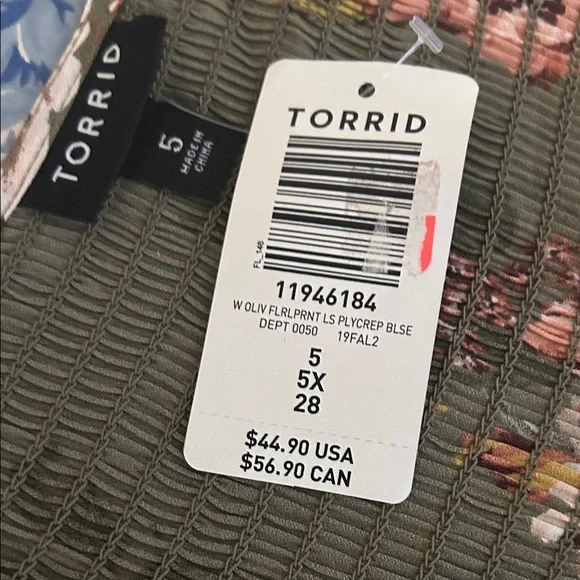 TORRID
5
MADE IN
CHINA
TORRID
FL_146
11946184
W OLIV FLRLPRNT LS PLYCREP BLSE
DEPT 0050 19FAL2
5
5X
28
$44.90 USA
$56.90 CAN